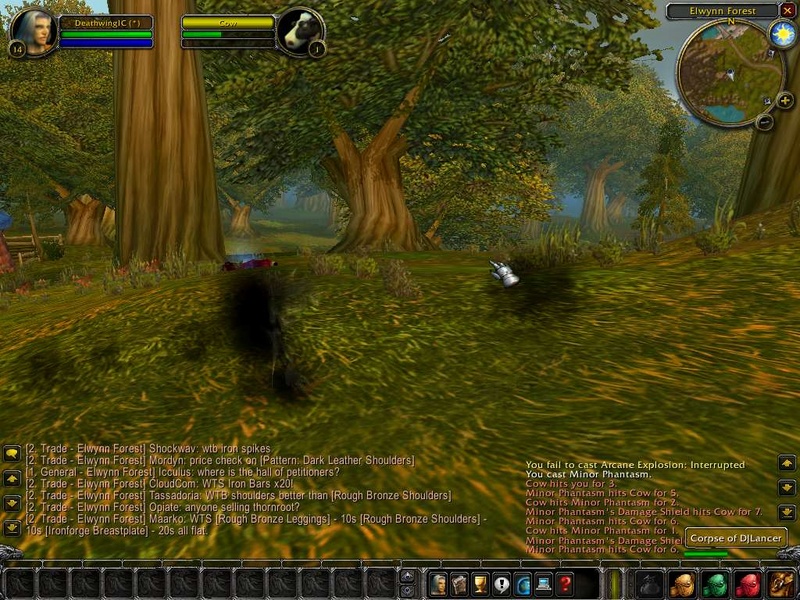 DeathwingIC (*)
Cow
Elwynn Forest
N
14
1
[2. Trade - Elwynn Forest] Shockwav: wtb iron spikes
[2. Trade - Elwynn Forest] Mordyn: price check on [Pattern: Dark Leather Shoulders]
[1. General - Elwynn Forest] Icculus: where is the hall of petitioners?
[2. Trade - Elwynn Forest] CloudCom: WTS Iron Bars x20!
[2. Trade - Elwynn Forest] Tassadoria: WTB shoulders better than [Rough Bronze Shoulders]
[2. Trade - Elwynn Forest] Opiate: anyone selling thornroot?
[2. Trade - Elwynn Forest] Maarko: WTS [Rough Bronze Leggings] - 10s [Rough Bronze Shoulders] -
10s [Ironforge Breastplate] - 20s all flat.
You fail to cast Arcane Explosion: Interrupted
You cast Minor Phantasm.
Cow hits you for 3.
Minor Phantasm hits Cow for 5.
Cow hits Minor Phantasm for 2.
Minor Phantasm's Damage Shield hits Cow for 7.
Minor Phantasm hits Cow for 6.
Cow hits Minor Phantasm for 1.
Minor Phantasm's Damage Shiel
Minor Phantasm hits Cow for 6.
Corpse of DJLancer